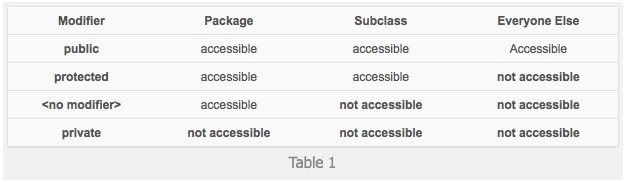 Modifier Package Subclass Everyone Else
public accessible accessible Accessible
protected accessible accessible not accessible
<no modifier> accessible not accessible not accessible
private not accessible not accessible not accessible
Table 1